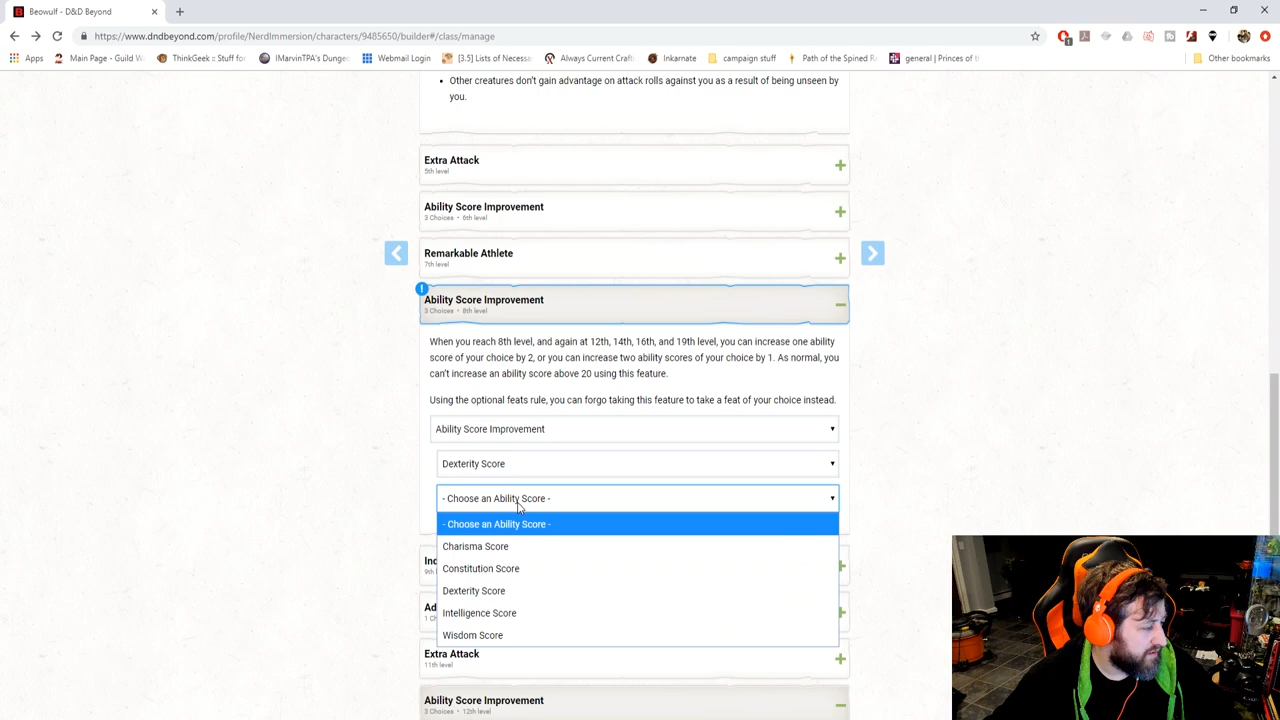 Beowulf - D&D Beyond
https://www.dndbeyond.com/profile/NerdImmersion/characters/9485650/builder#/class/manage
Apps
Main Page - Guild W
ThinkGeek :: Stuff for
IMarvinTPA's Dunge
Webmail Login
[3.5] Lists of Necessa
Always Current Craft
Inkarnate
campaign stuff
Path of the Spined R
general | Princes of t
Other bookmarks
• Other creatures don't gain advantage on attack rolls against you as a result of being unseen by
you.
Extra Attack
5th level
Ability Score Improvement
3 Choices • 6th level
Remarkable Athlete
7th level
Ability Score Improvement
3 Choices • 8th level
When you reach 8th level, and again at 12th, 14th, 16th, and 19th level, you can increase one ability
score of your choice by 2, or you can increase two ability scores of your choice by 1. As normal, you
can't increase an ability score above 20 using this feature.
Using the optional feats rule, you can forgo taking this feature to take a feat of your choice instead.
Ability Score Improvement
Dexterity Score
- Choose an Ability Score -
- Choose an Ability Score -
Charisma Score
Constitution Score
Dexterity Score
Intelligence Score
Wisdom Score
Ind
9th
Ad
1 Ch
Extra Attack
11th level
Ability Score Improvement
3 Choices • 12th level